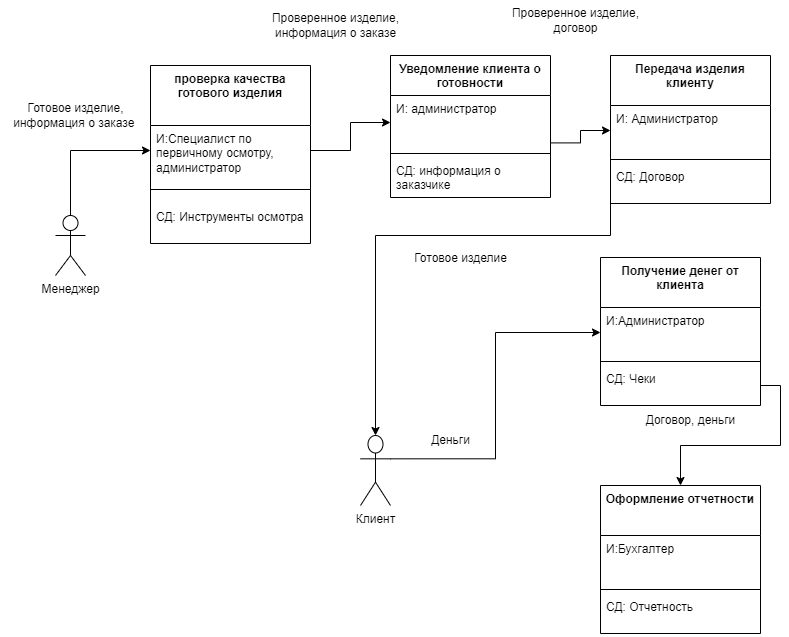 Проверенное изделие,
информация о заказе
Проверенное изделие,
договор
Готовое изделие,
информация о заказе
проверка качества
готового изделия
И:Специалист по
первичному осмотру,
администратор
СД: Инструменты осмотра
Уведомление клиента о
готовности
И: администратор
СД: информация о
заказчике
Передача изделия
клиенту
И: Администратор
СД: Договор
Менеджер
Готовое изделие
Получение денег от
клиента
И:Администратор
СД: Чеки
Деньги
Договор, деньги
Клиент
Оформление отчетности
И:Бухгалтер
СД: Отчетность